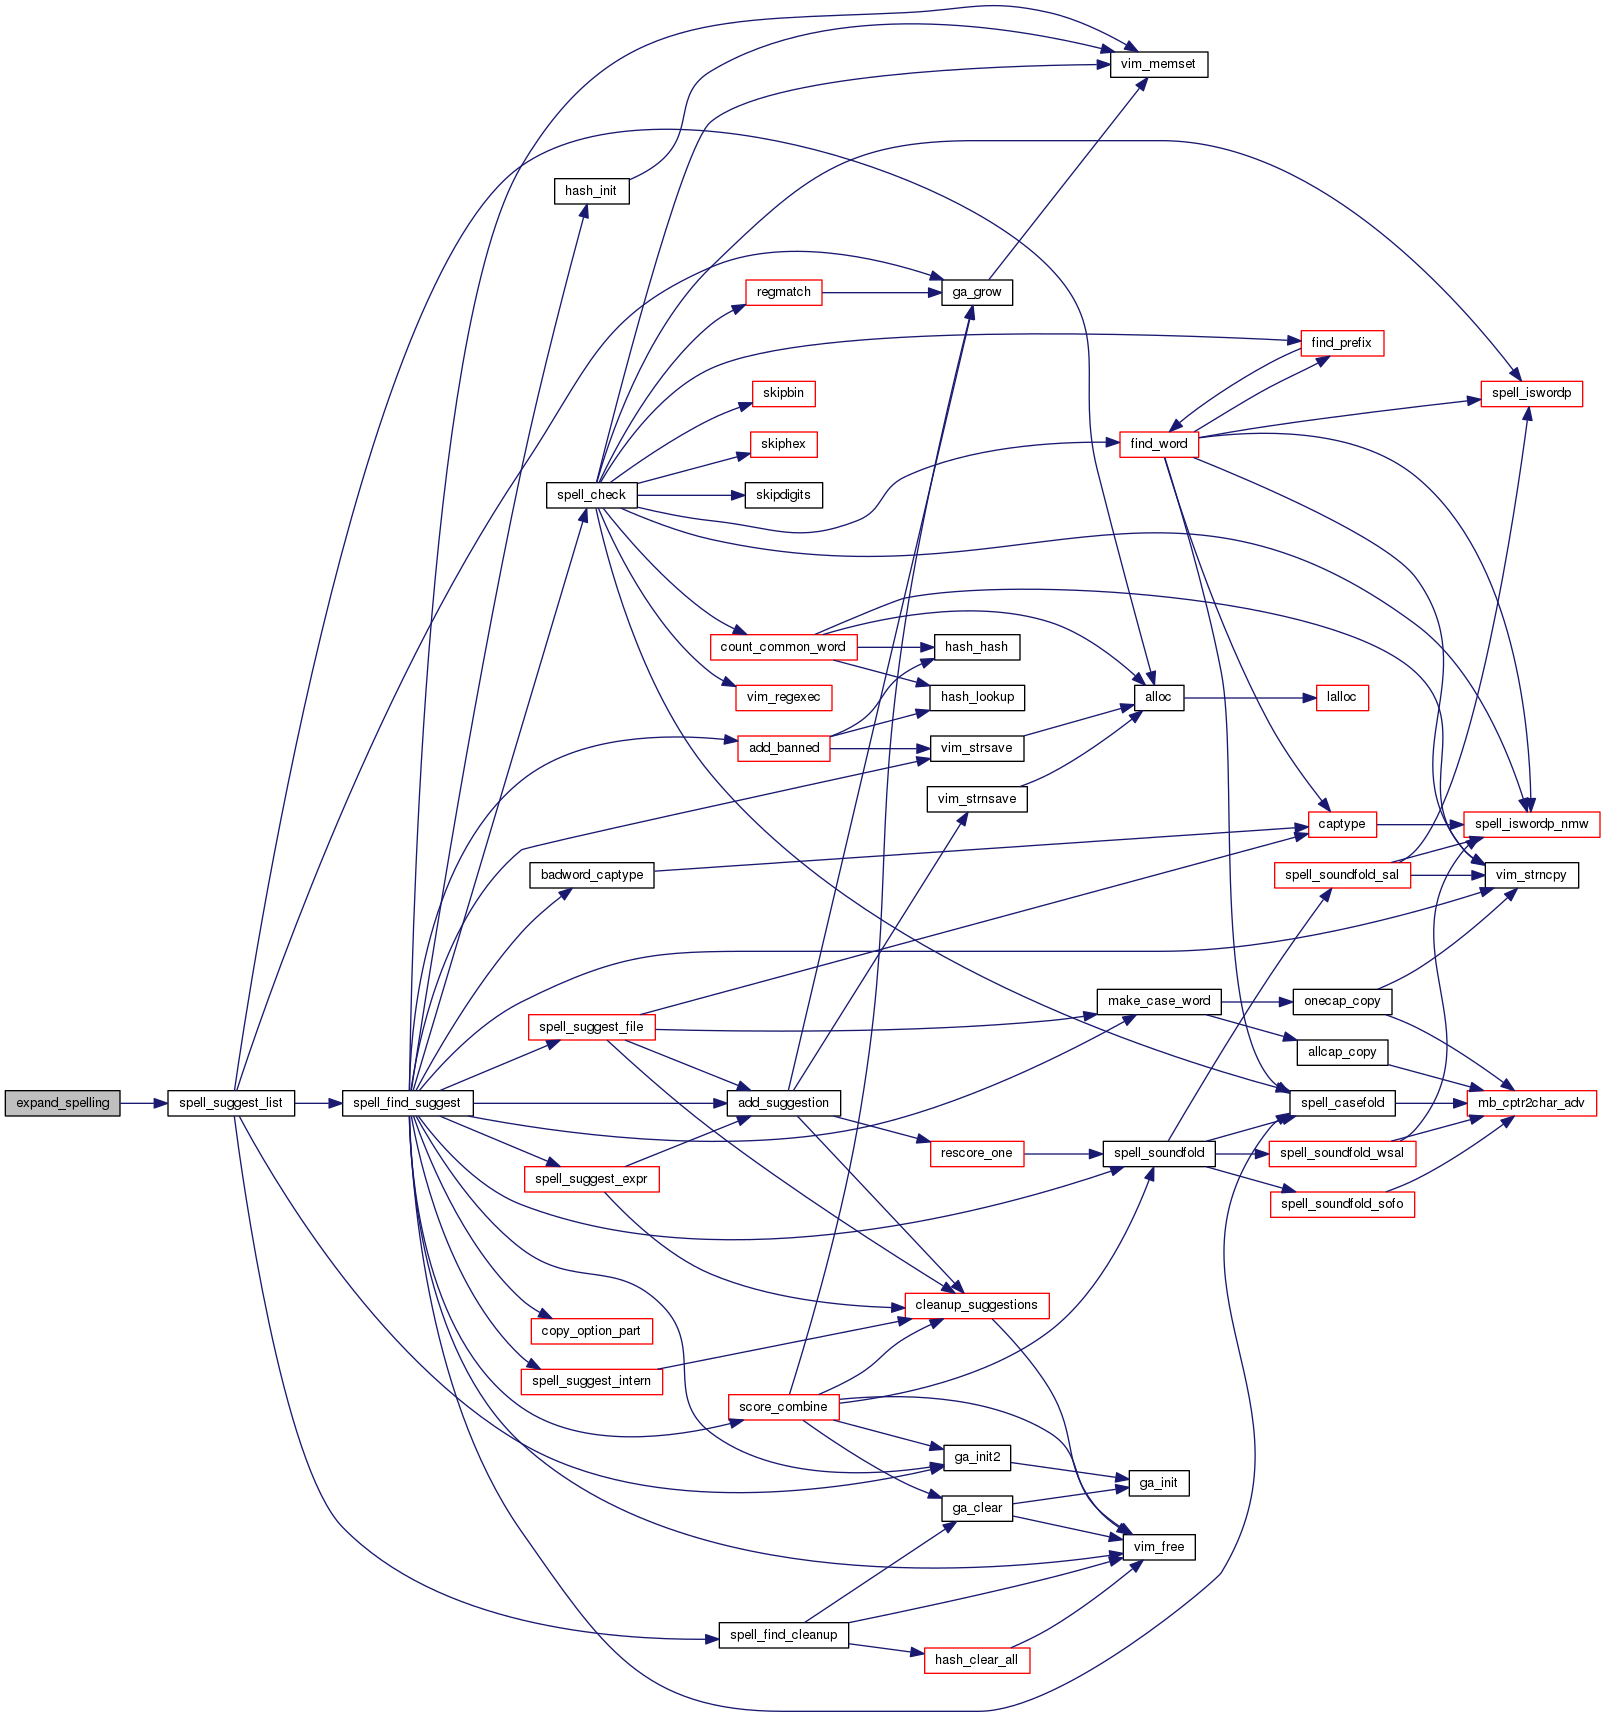 vim_memset
hash_init
regmatch
ga_grow
find_prefix
skipbin
spell_iswordp
skiphex
find_word
spell_check
skipdigits
count_common_word
hash_hash
vim_regexec
hash_lookup
alloc
lalloc
add_banned
vim_strsave
vim_strnsave
captype
spell_iswordp_nmw
badword_captype
spell_soundfold_sal
vim_strncpy
make_case_word
onecap_copy
spell_suggest_file
allcap_copy
expand_spelling
spell_suggest_list
spell_find_suggest
add_suggestion
spell_casefold
mb_cptr2char_adv
rescore_one
spell_soundfold
spell_soundfold_wsal
spell_suggest_expr
spell_soundfold_sofo
cleanup_suggestions
copy_option_part
spell_suggest_intern
score_combine
ga_init2
ga_init
ga_clear
vim_free
spell_find_cleanup
hash_clear_all